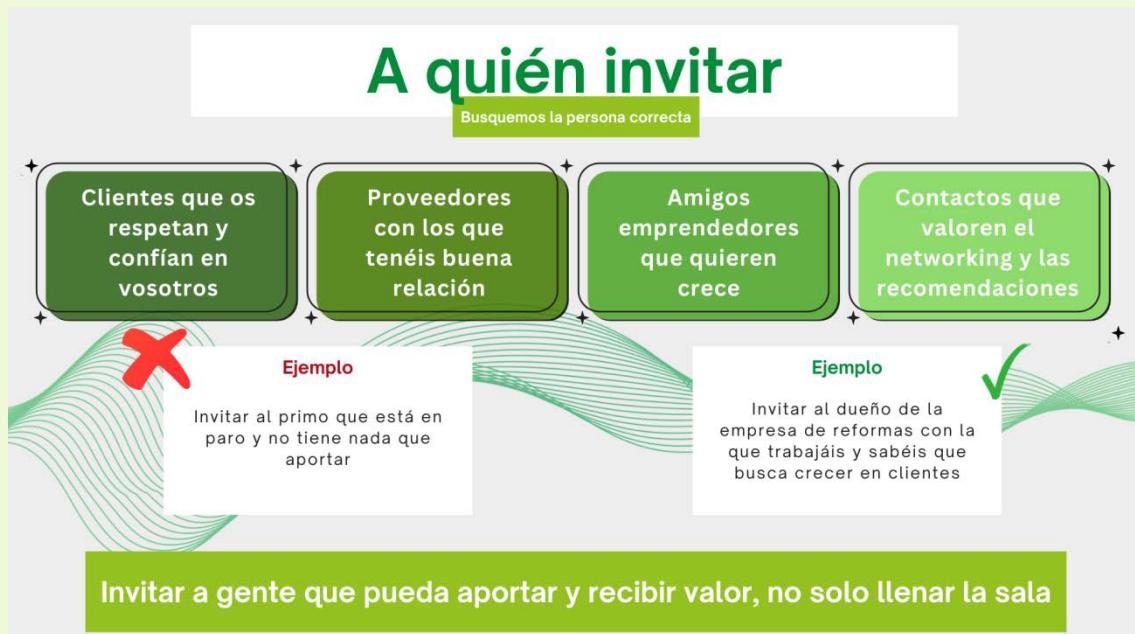 A quién invitar
Busquemos la persona correcta
Clientes que os
respetan y
confían en
vosotros
Proveedores
con los que
tenéis buena
relación
Amigos
emprendedores
que quieren
crece
Contactos que
valoren el
networking y las
recomendaciones
Ejemplo
Invitar al primo que está en
paro y no tiene nada que
aportar
Ejemplo
Invitar al dueño de la
empresa de reformas con la
que trabajáis y sabéis que
busca crecer en clientes
Invitar a gente que pueda aportar y recibir valor, no solo llenar la sala